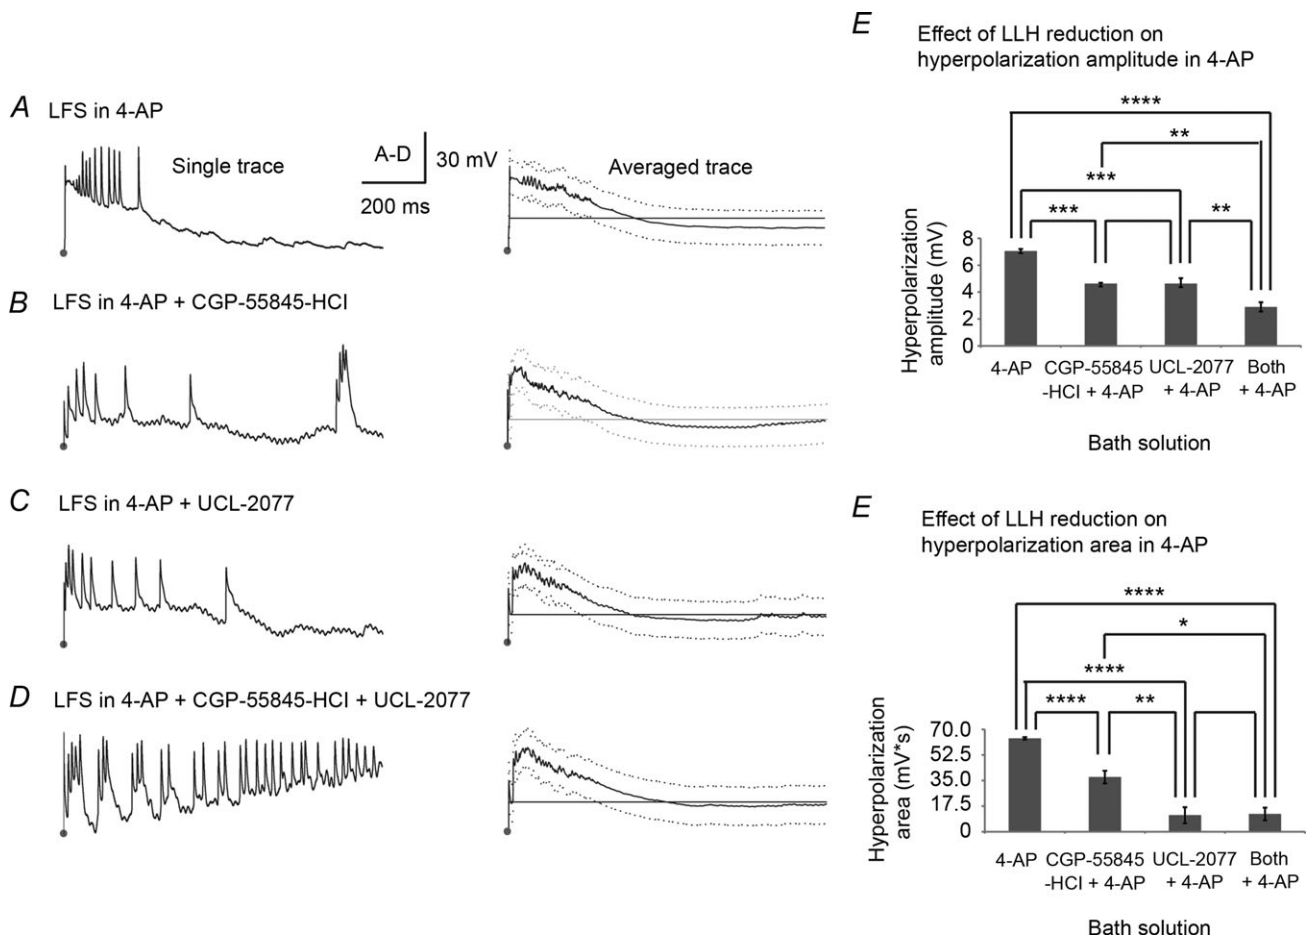 A LFS in 4-AP
Single trace
A-D
30 mV
200 ms
Averaged trace
B LFS in 4-AP + CGP-55845-HCl
C LFS in 4-AP + UCL-2077
D LFS in 4-AP + CGP-55845-HCl + UCL-2077
E Effect of LLH reduction on
hyperpolarization amplitude in 4-AP
****
**
***
*** **
Hyperpolarization
amplitude (mV)
8
6
4
2
0
4-AP CGP-55845 UCL-2077 Both
-HCl + 4-AP + 4-AP + 4-AP
Bath solution
E Effect of LLH reduction on
hyperpolarization area in 4-AP
****
*
****
**** **
Hyperpolarization
area (mV*s)
70.0
52.5
35.0
17.5
0
4-AP CGP-55845 UCL-2077 Both
-HCl + 4-AP + 4-AP + 4-AP
Bath solution